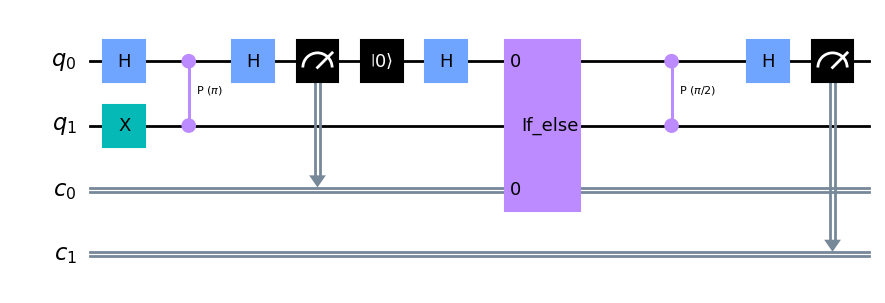 q0 H H |0⟩ H 0 H
P (π) P (π/2)
q1 X If_else
c0 0
c1